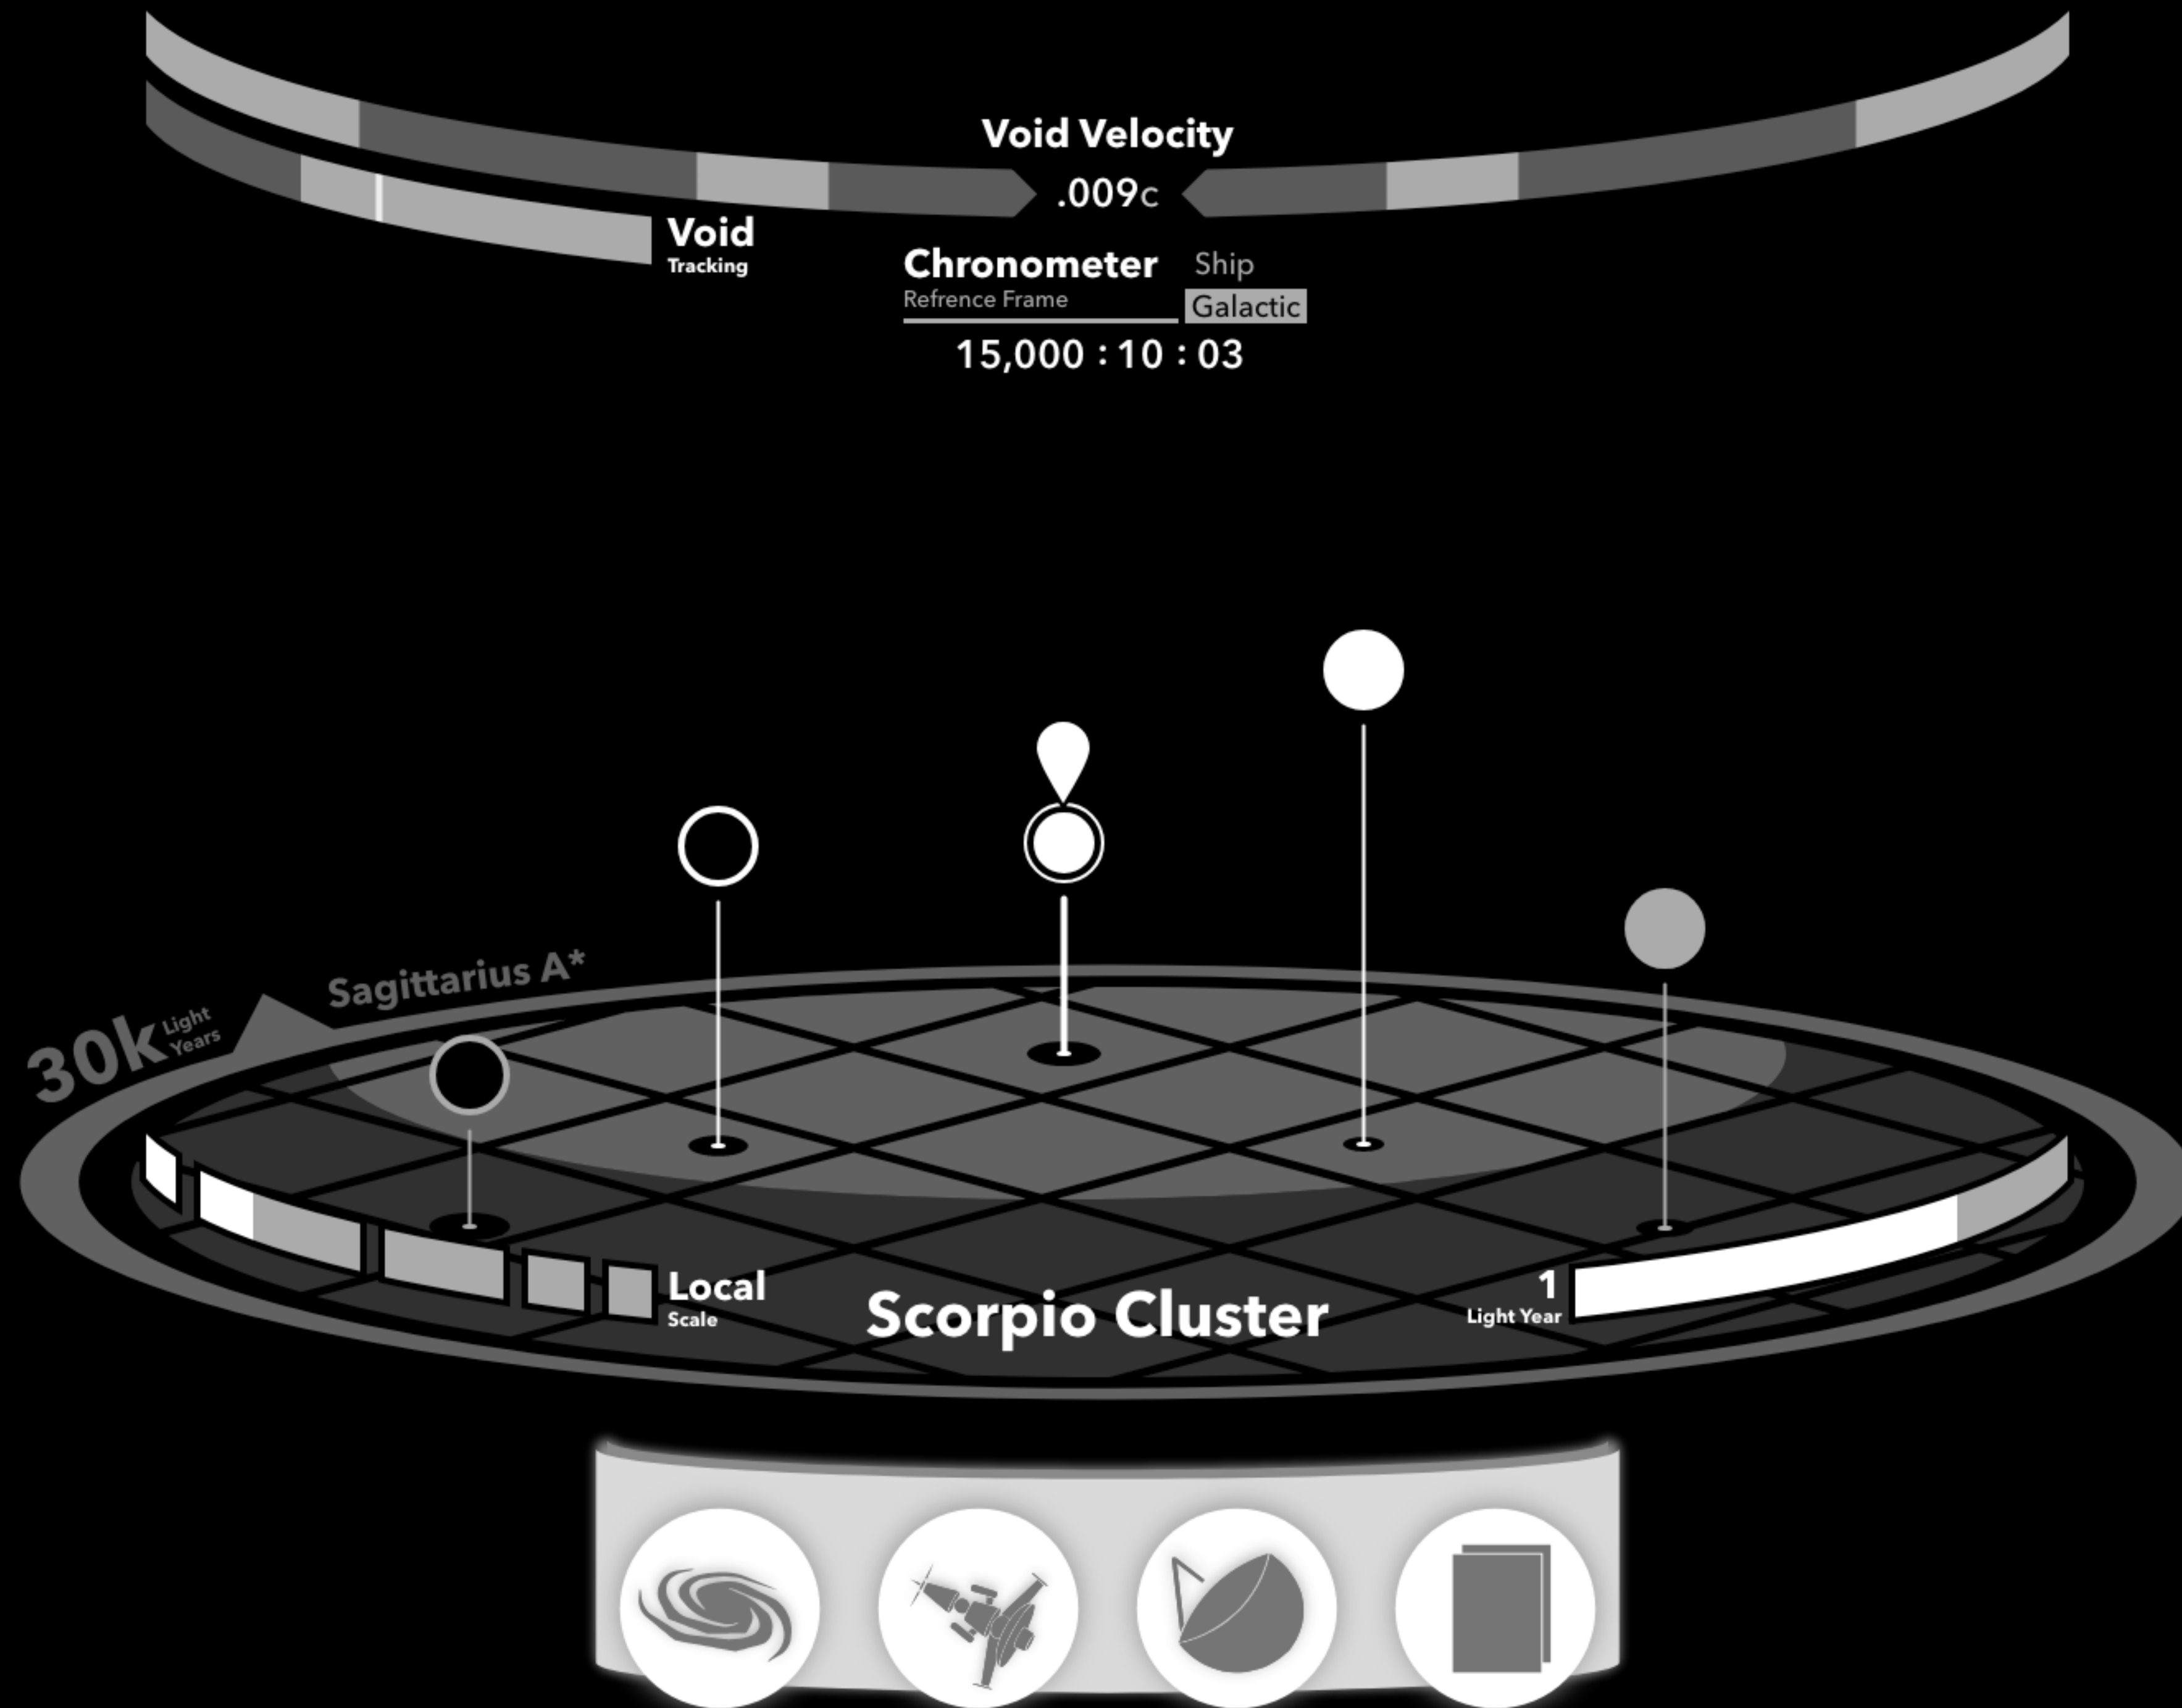 Void Velocity
.009c
Void
Tracking
Chronometer
Refrence Frame
Ship
Galactic
15,000 : 10 : 03
Sagittarius A*
30k Light
Years
Local
Scale
Scorpio Cluster
1
Light Year